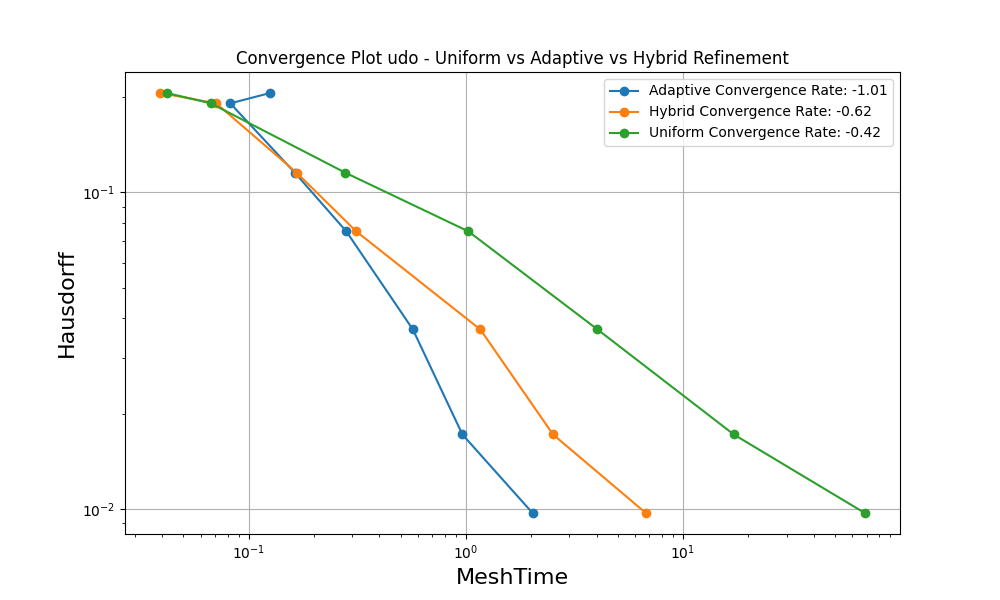 Convergence Plot udo - Uniform vs Adaptive vs Hybrid Refinement
Adaptive Convergence Rate: -1.01
Hybrid Convergence Rate: -0.62
Uniform Convergence Rate: -0.42
Hausdorff
10⁻¹
10⁻²
10⁻¹
10⁰
10¹
MeshTime